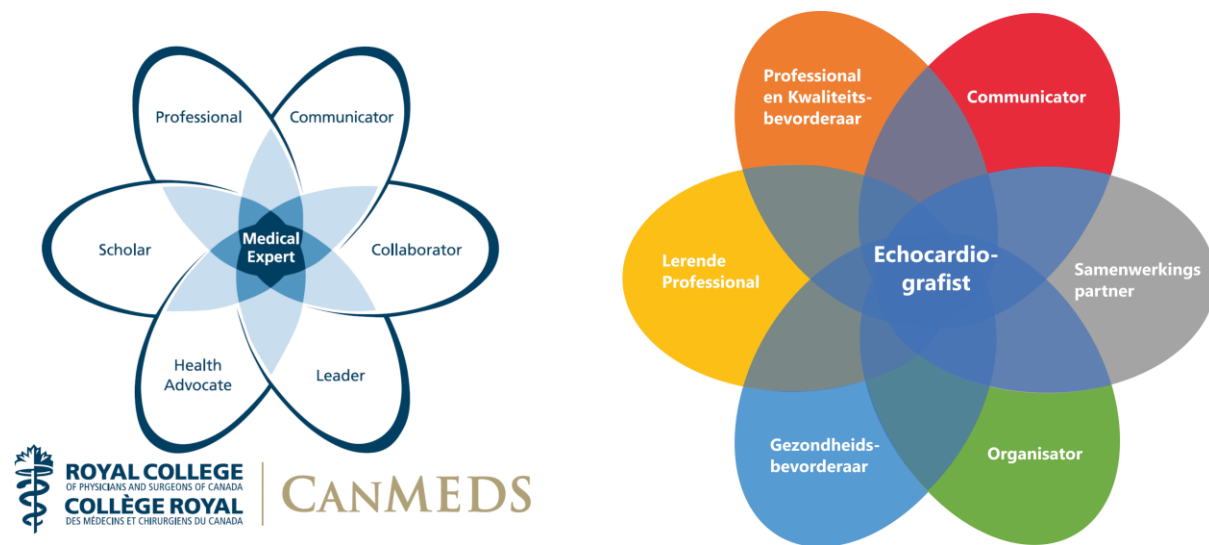 Professional
Communicator
Scholar
Medical
Expert
Collaborator
Health
Advocate
Leader
ROYAL COLLEGE
OF PHYSICIANS AND SURGEONS OF CANADA
COLLÈGE ROYAL
DES MÉDECINS ET CHIRURGIENS DU CANADA
CANMEDS
Professional
en Kwaliteits-
bevorderaar
Communicator
Lerende
Professional
Echocardio-
grafist
Samenwerkings
partner
Gezondheids-
bevorderaar
Organisator